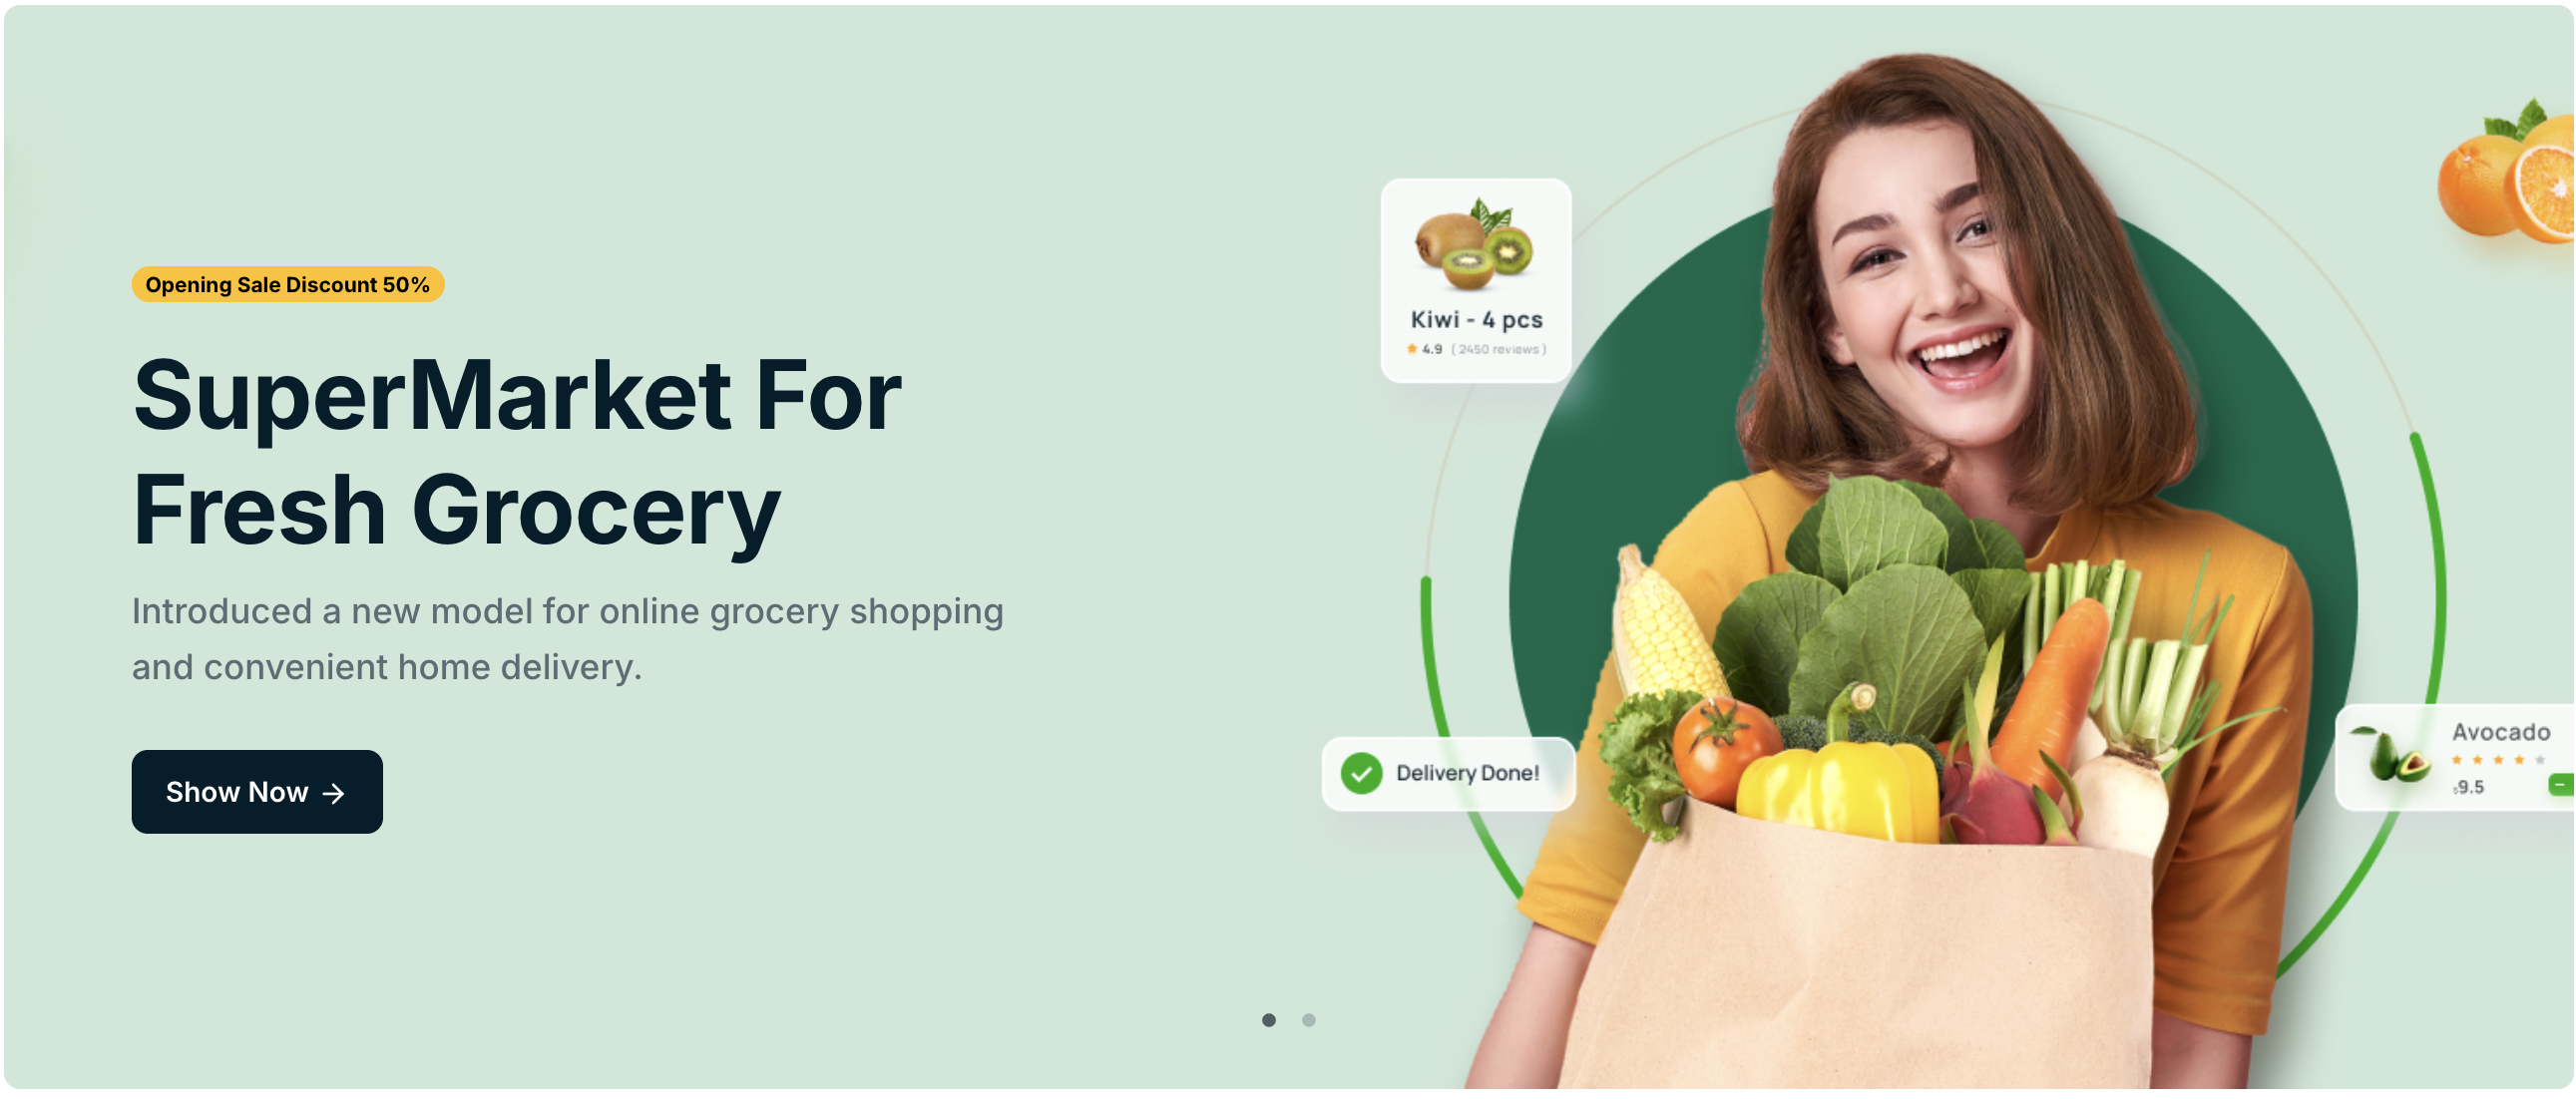 Opening Sale Discount 50%
SuperMarket For
Fresh Grocery
Introduced a new model for online grocery shopping
and convenient home delivery.
Show Now →
Kiwi - 4 pcs
4.9 ( 2450 reviews )
Delivery Done!
Avocado
$9.5